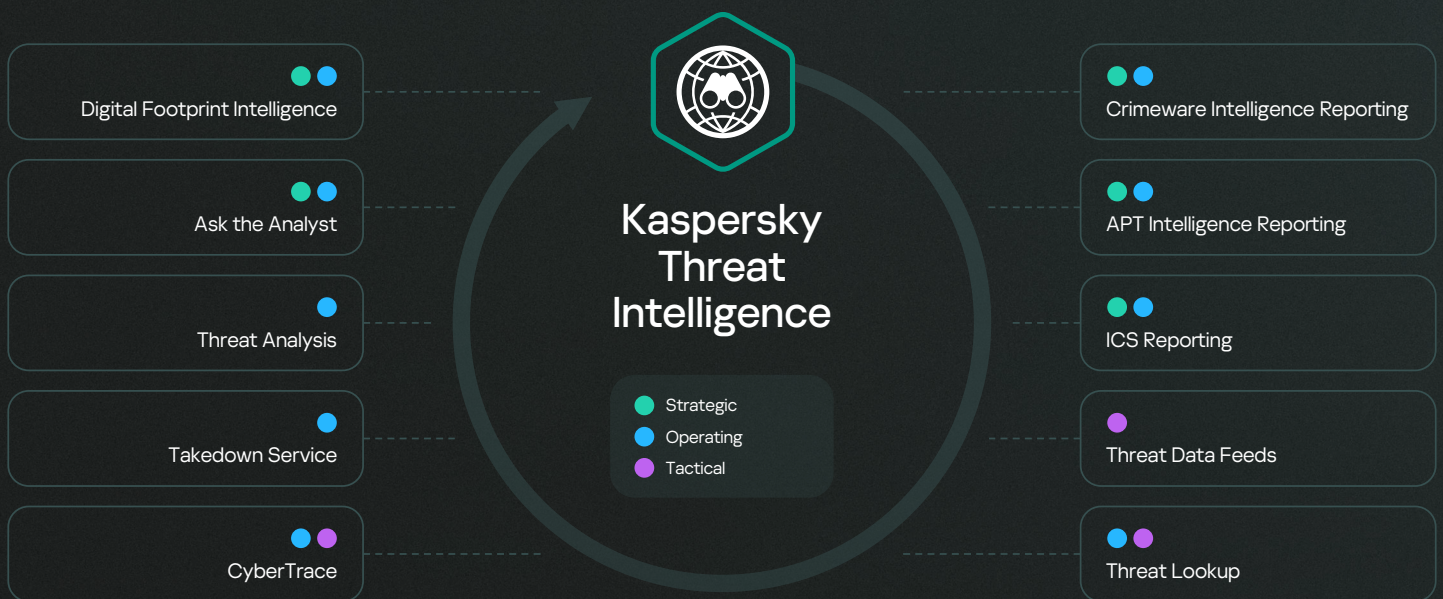 Digital Footprint Intelligence
Ask the Analyst
Threat Analysis
Takedown Service
CyberTrace
Kaspersky
Threat
Intelligence
Strategic
Operating
Tactical
Crimeware Intelligence Reporting
APT Intelligence Reporting
ICS Reporting
Threat Data Feeds
Threat Lookup